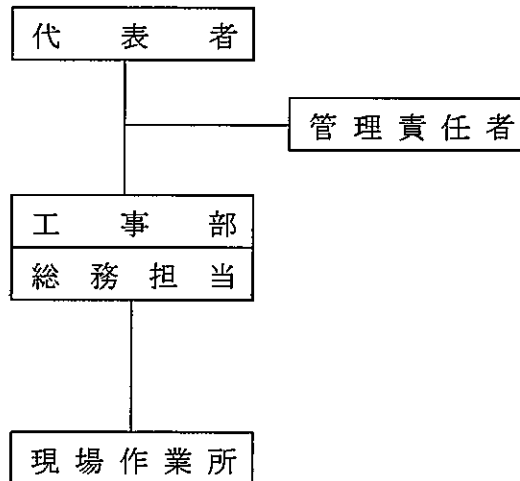 代表者
管理責任者
工事部
総務担当
現場作業所